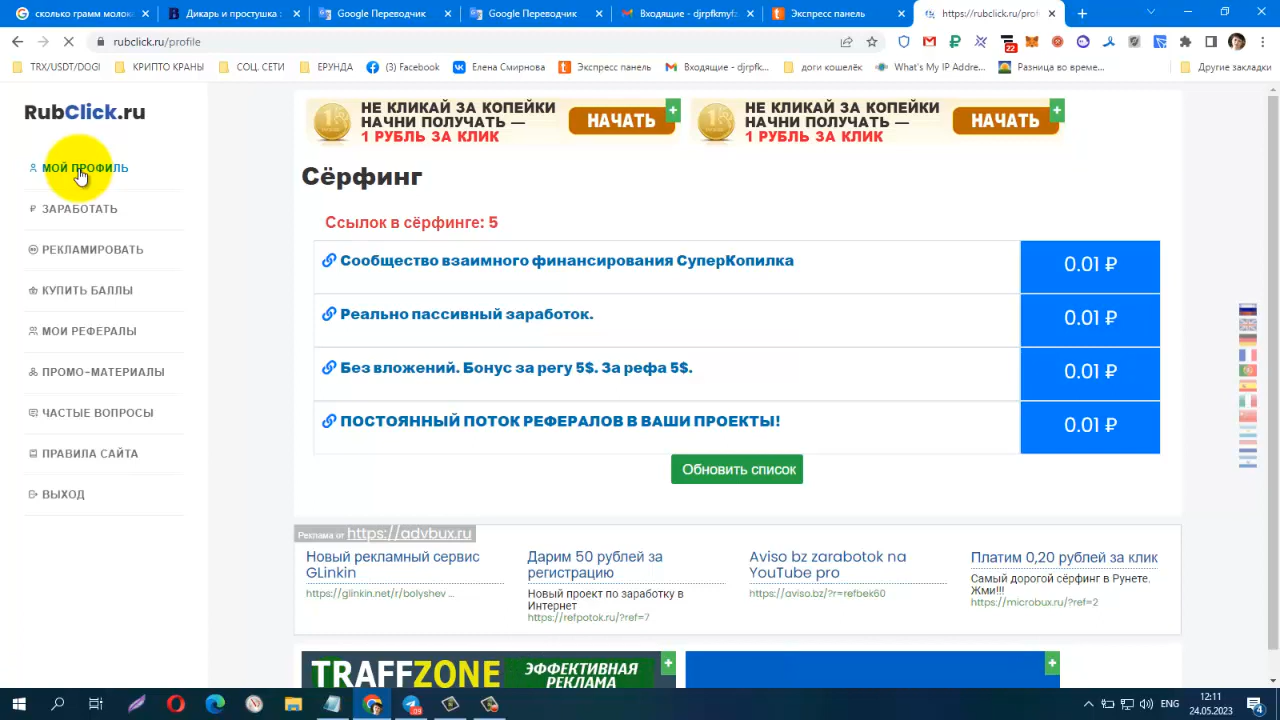 сколько грамм молока
Дикарь и простушка :
Google Переводчик
Google Переводчик
Входящие - djrpfkmyfz
Экспресс панель
https://rubclick.ru/prof
rubclick.ru/profile
22
TRX/USDT/DOGI
КРИПТО КРАНЫ
СОЦ. СЕТИ
ЕРУНДА
(3) Facebook
Елена Смирнова
Экспресс панель
Входящие - djrpfk...
доги кошелёк
What's My IP Addre...
Разница во време...
Другие закладки
RubClick.ru
МОЙ ПРОФИЛЬ
ЗАРАБОТАТЬ
РЕКЛАМИРОВАТЬ
КУПИТЬ БАЛЛЫ
МОИ РЕФЕРАЛЫ
ПРОМО-МАТЕРИАЛЫ
ЧАСТЫЕ ВОПРОСЫ
ПРАВИЛА САЙТА
ВЫХОД
НЕ КЛИКАЙ ЗА КОПЕЙКИ
НАЧНИ ПОЛУЧАТЬ —
1 РУБЛЬ ЗА КЛИК
НАЧАТЬ
НЕ КЛИКАЙ ЗА КОПЕЙКИ
НАЧНИ ПОЛУЧАТЬ —
1 РУБЛЬ ЗА КЛИК
НАЧАТЬ
Сёрфинг
Ссылок в сёрфинге: 5
Сообщество взаимного финансирования СуперКопилка
0.01 ₽
Реально пассивный заработок.
0.01 ₽
Без вложений. Бонус за регу 5$. За рефа 5$.
0.01 ₽
ПОСТОЯННЫЙ ПОТОК РЕФЕРАЛОВ В ВАШИ ПРОЕКТЫ!
0.01 ₽
Обновить список
Реклама от https://advbux.ru
Новый рекламный сервис
GLinkin
https://glinkin.net/r/bolyshev ...
Дарим 50 рублей за
регистрацию
Новый проект по заработку в
Интернет
https://refpotok.ru/?ref=7
Aviso bz zarabotok na
YouTube pro
https://aviso.bz/?r=refbek60
Платим 0,20 рублей за клик
Самый дорогой сёрфинг в Рунете.
Жми!!!
https://microbux.ru/?ref=2
TRAFFZONE
ЭФФЕКТИВНАЯ
РЕКЛАМА
ENG
12:11
24.05.2023
4